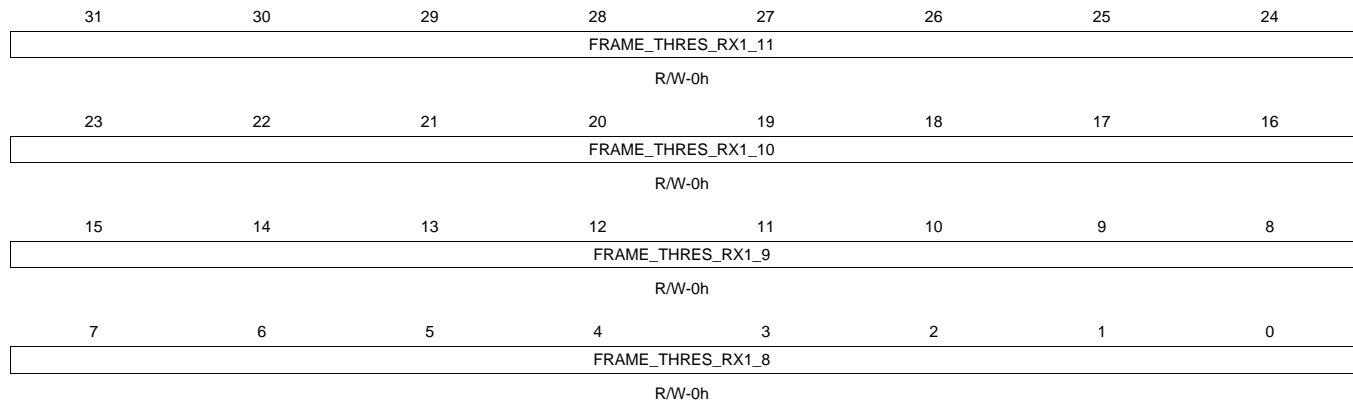 31 30 29 28 27 26 25 24
FRAME_THRES_RX1_11
R/W-0h
23 22 21 20 19 18 17 16
FRAME_THRES_RX1_10
R/W-0h
15 14 13 12 11 10 9 8
FRAME_THRES_RX1_9
R/W-0h
7 6 5 4 3 2 1 0
FRAME_THRES_RX1_8
R/W-0h